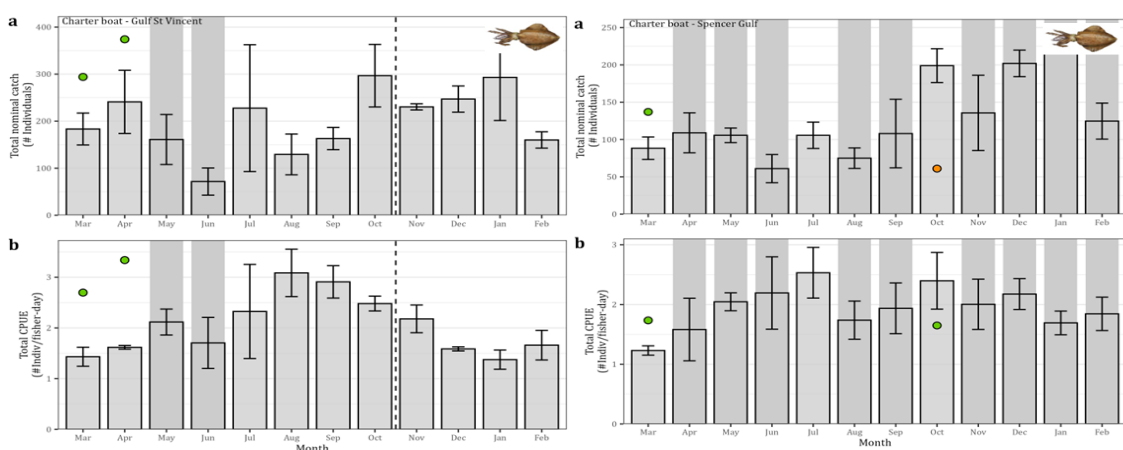 a
Charter boat - Gulf St Vincent
Total nominal catch
(# Individuals)
400
300
200
100
0
Mar Apr May Jun Jul Aug Sep Oct Nov Dec Jan Feb
b
Total CPUE
(#Indiv/fisher-day)
3
2
1
0
Mar Apr May Jun Jul Aug Sep Oct Nov Dec Jan Feb
Month
a
Charter boat - Spencer Gulf
Total nominal catch
(# Individuals)
250
200
150
100
50
0
Mar Apr May Jun Jul Aug Sep Oct Nov Dec Jan Feb
b
Total CPUE
(#Indiv/fisher-day)
3
2
1
0
Mar Apr May Jun Jul Aug Sep Oct Nov Dec Jan Feb
Month